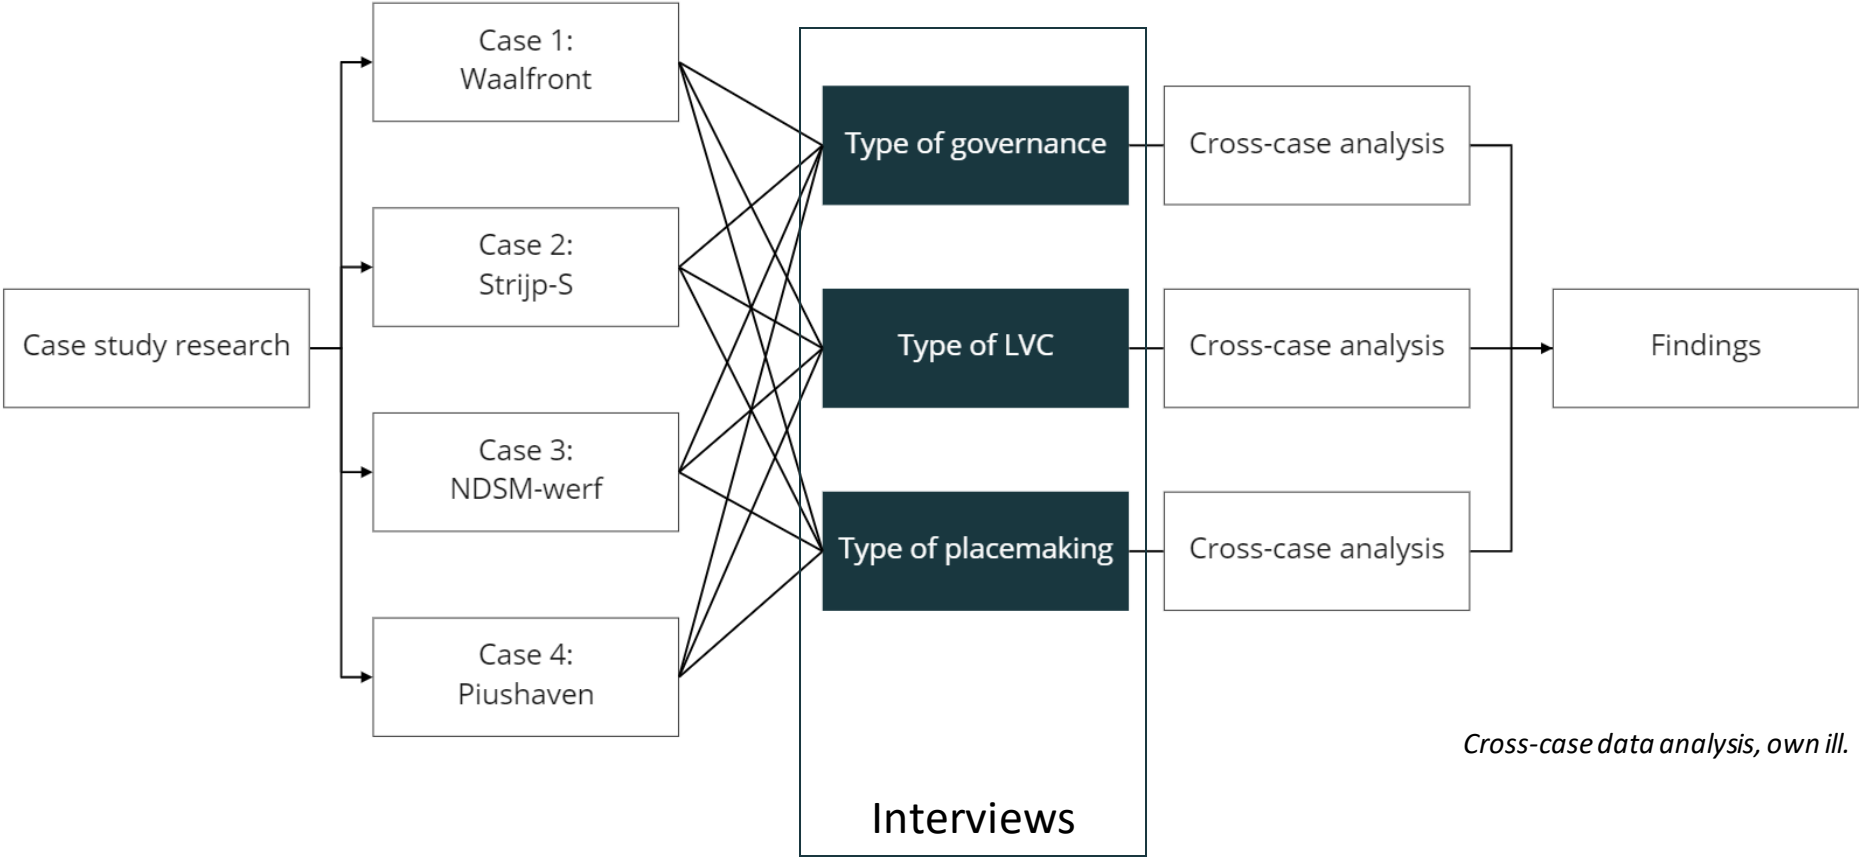 Case study research
Case 1:
Waalfront
Case 2:
Strijp-S
Case 3:
NDSM-werf
Case 4:
Piushaven
Type of governance
Type of LVC
Type of placemaking
Interviews
Cross-case analysis
Cross-case analysis
Cross-case analysis
Findings
Cross-case data analysis, own ill.